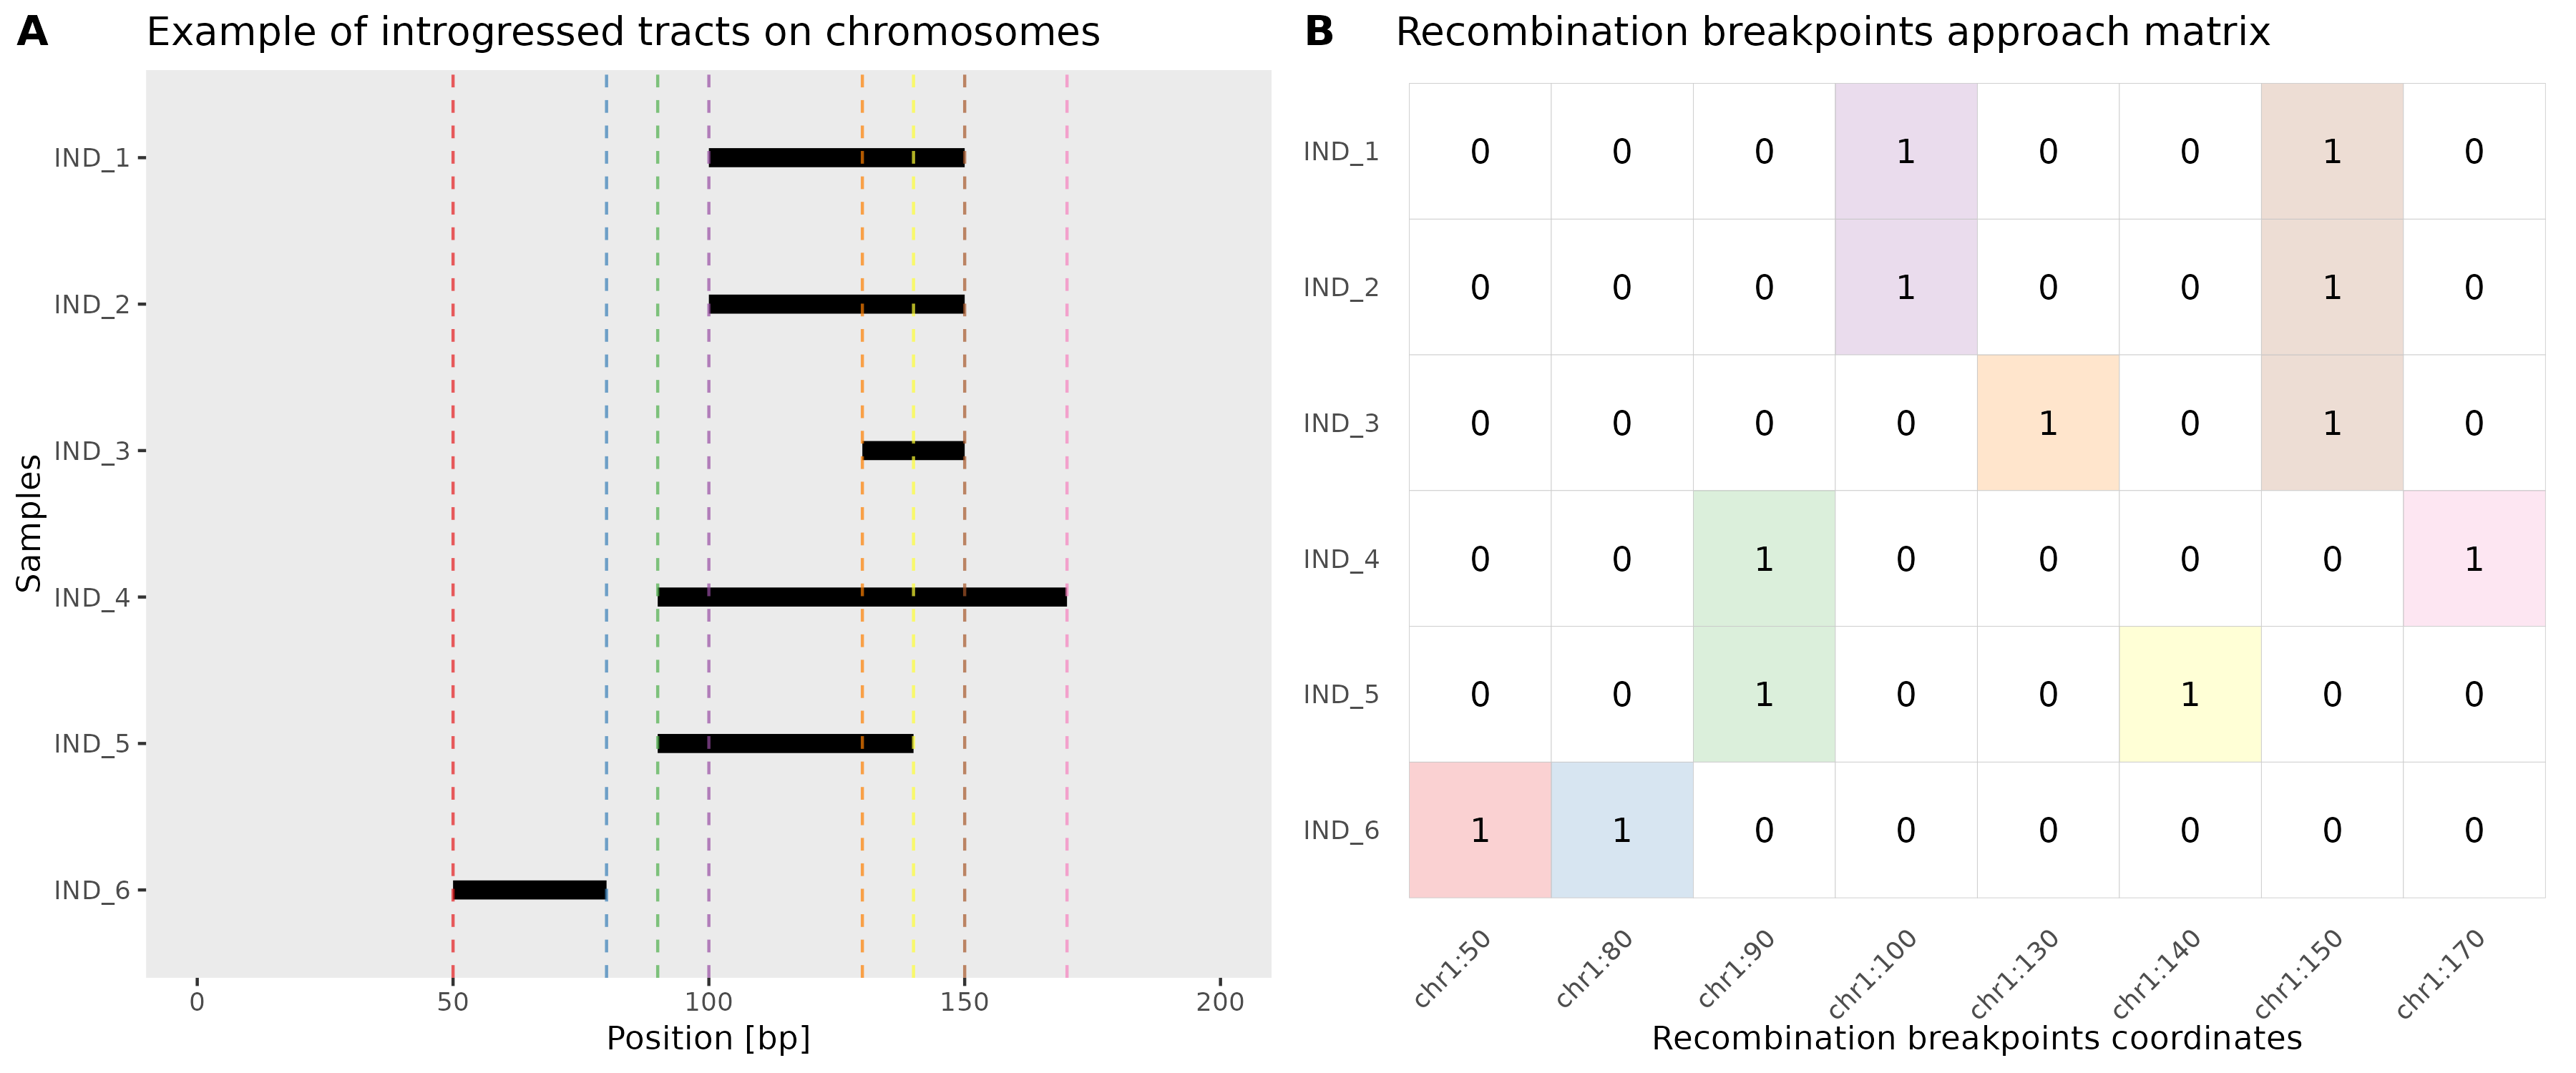 A Example of introgressed tracts on chromosomes
Samples
IND_1
IND_2
IND_3
IND_4
IND_5
IND_6
0 50 100 150 200
Position [bp]
B Recombination breakpoints approach matrix
IND_1 0 0 0 1 0 0 1 0
IND_2 0 0 0 1 0 0 1 0
IND_3 0 0 0 0 1 0 1 0
IND_4 0 0 1 0 0 0 0 1
IND_5 0 0 1 0 0 1 0 0
IND_6 1 1 0 0 0 0 0 0
chr1:50 chr1:80 chr1:90 chr1:100 chr1:130 chr1:140 chr1:150 chr1:170
Recombination breakpoints coordinates